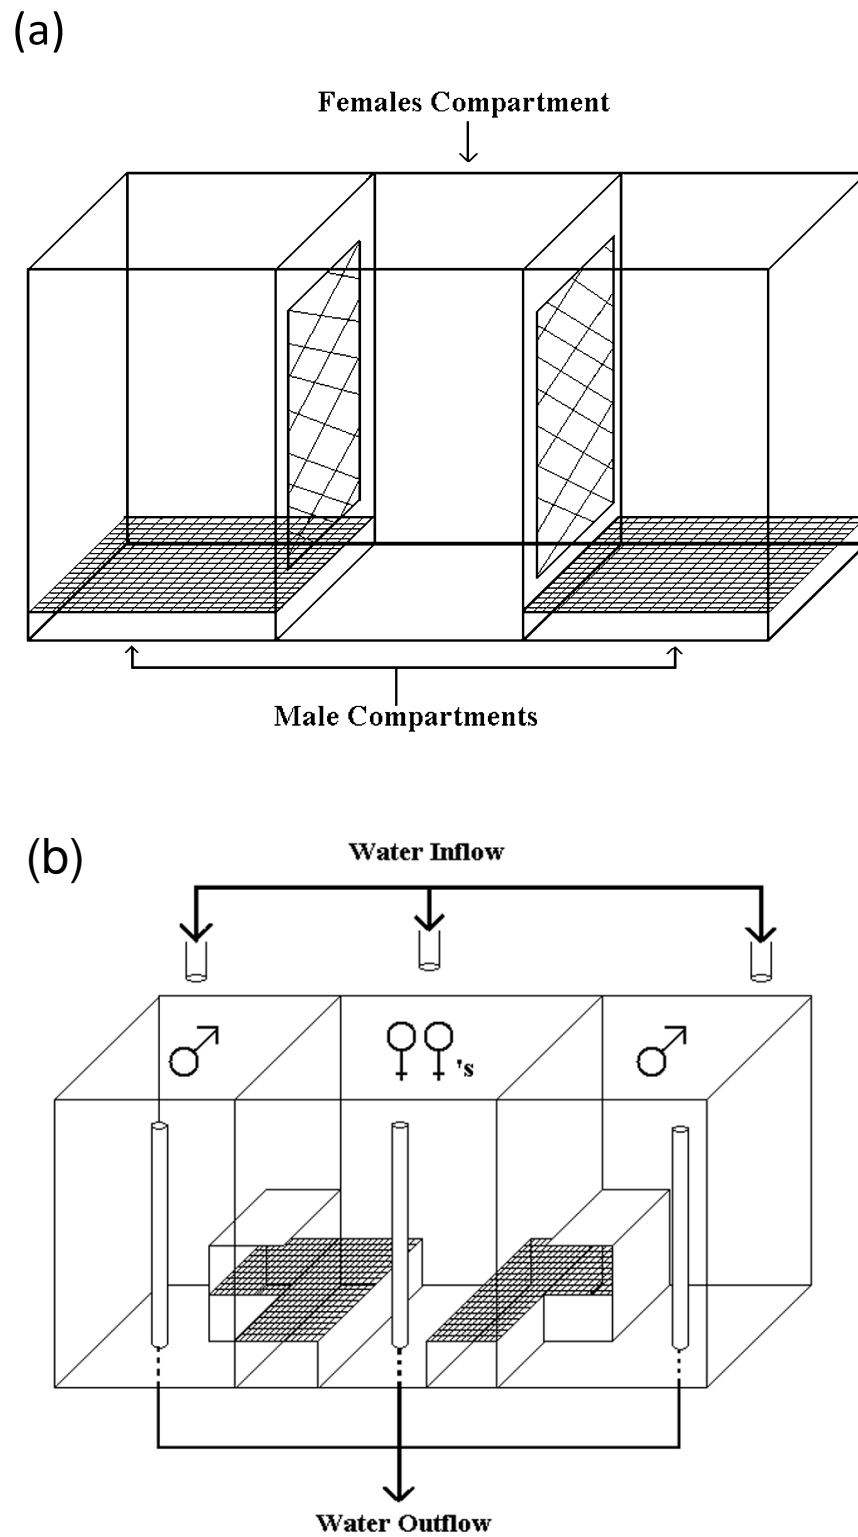 (a)
Females Compartment
Male Compartments
(b)
Water Inflow
♂ ♀♀'s ♂
Water Outflow